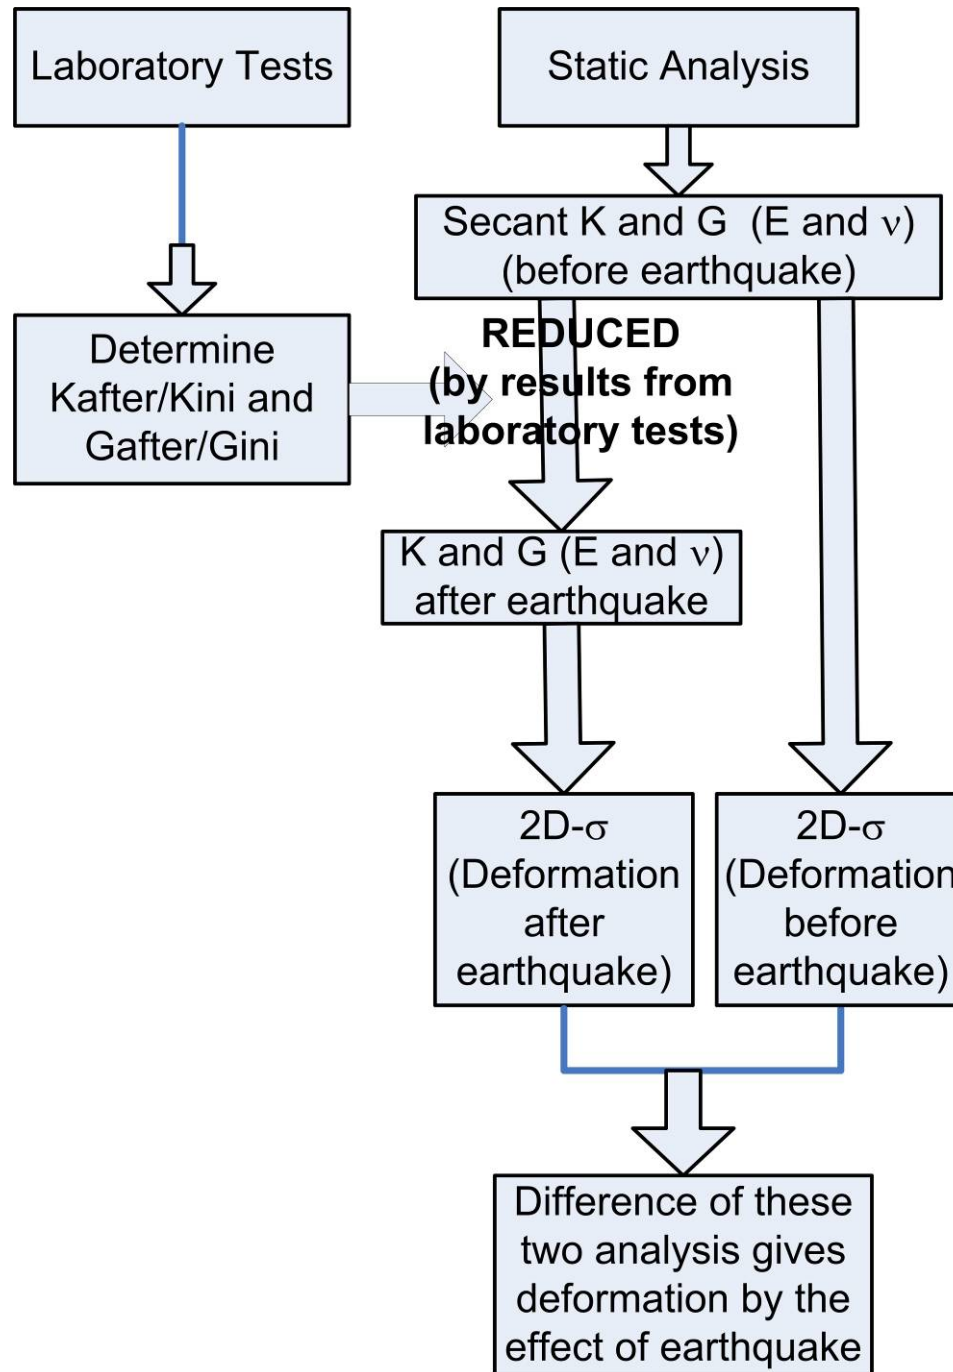 Laboratory Tests
Static Analysis
Secant K and G (E and ν)
(before earthquake)
Determine
Kafter/Kini and
Gafter/Gini
REDUCED
(by results from
laboratory tests)
K and G (E and ν)
after earthquake
2D-σ
(Deformation
after
earthquake)
2D-σ
(Deformation
before
earthquake)
Difference of these
two analysis gives
deformation by the
effect of earthquake